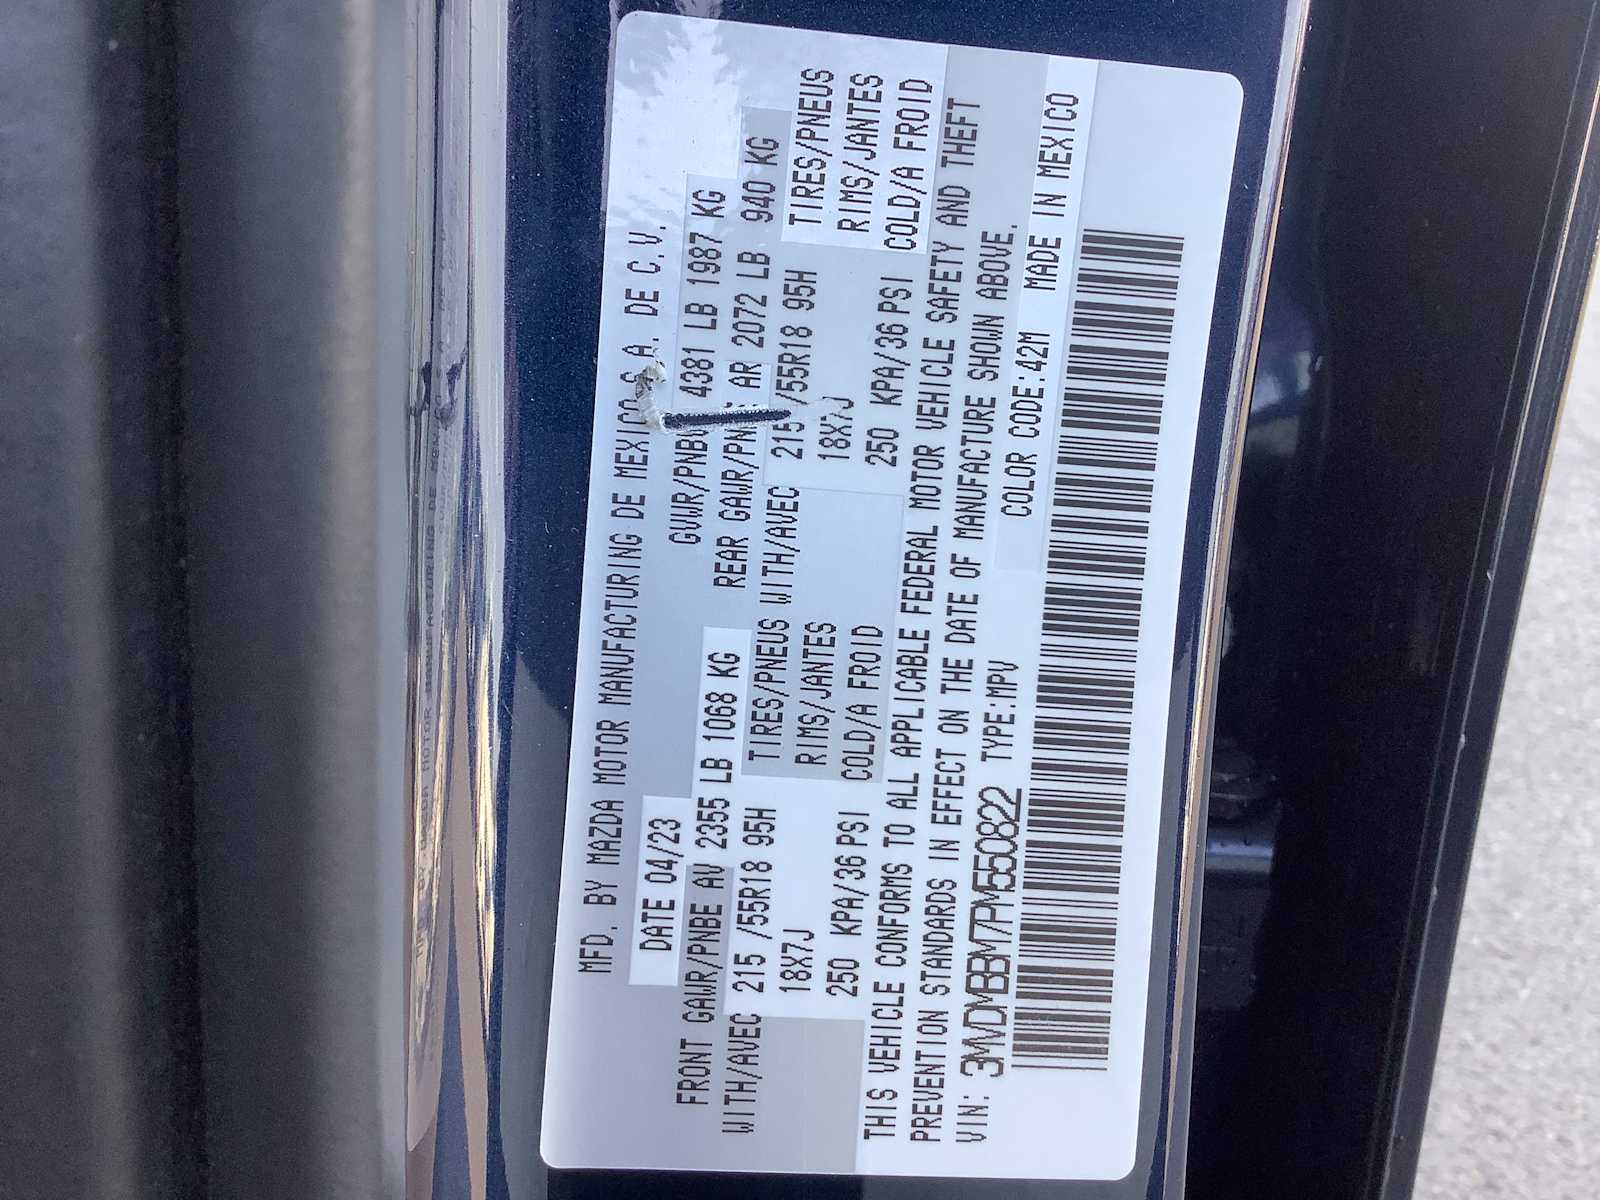 MFD. BY MAZDA MOTOR MANUFACTURING DE MEXICO S.A. DE C.V.
DATE 04/23 GVWR/PNBV 4381 LB 1987 KG
FRONT GAWR/PNBE AV 2355 LB 1068 KG REAR GAWR/PNBE AR 2072 LB 940 KG
WITH/AVEC 215 /55R18 95H TIRES/PNEUS WITH/AVEC 215 /55R18 95H TIRES/PNEUS
18X7J RIMS/JANTES 18X7J RIMS/JANTES
250 KPA/36 PSI COLD/A FROID 250 KPA/36 PSI COLD/A FROID
THIS VEHICLE CONFORMS TO ALL APPLICABLE FEDERAL MOTOR VEHICLE SAFETY AND THEFT
PREVENTION STANDARDS IN EFFECT ON THE DATE OF MANUFACTURE SHOWN ABOVE.
VIN: 3MVDMBBM7PM550822 TYPE:MPV COLOR CODE:42M MADE IN MEXICO